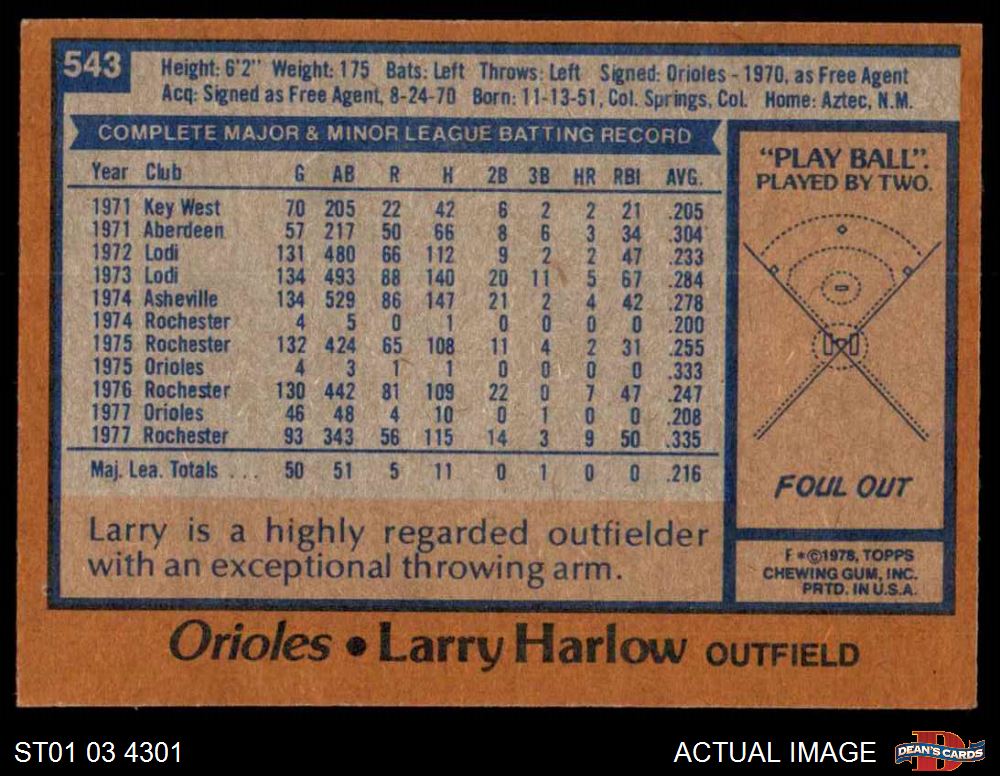 543
Height: 6'2" Weight: 175 Bats: Left Throws: Left Signed: Orioles - 1970, as Free Agent
Acq: Signed as Free Agent, 8-24-70 Born: 11-13-51, Col. Springs, Col. Home: Aztec, N.M.
COMPLETE MAJOR & MINOR LEAGUE BATTING RECORD
Year Club G AB R H 2B 3B HR RBI AVG.
1971 Key West 70 205 22 42 6 2 2 21 .205
1971 Aberdeen 57 217 50 66 8 6 3 34 .304
1972 Lodi 131 480 66 112 9 2 2 47 .233
1973 Lodi 134 493 88 140 20 11 5 67 .284
1974 Asheville 134 529 86 147 21 2 4 42 .278
1974 Rochester 4 5 0 1 0 0 0 0 .200
1975 Rochester 132 424 65 108 11 4 2 31 .255
1975 Orioles 4 3 1 1 0 0 0 0 .333
1976 Rochester 130 442 81 109 22 0 7 47 .247
1977 Orioles 46 48 4 10 0 1 0 0 .208
1977 Rochester 93 343 56 115 14 3 9 50 .335
Maj. Lea. Totals ... 50 51 5 11 0 1 0 0 .216
Larry is a highly regarded outfielder
with an exceptional throwing arm.
"PLAY BALL".
PLAYED BY TWO.
FOUL OUT
F*©1978, TOPPS
CHEWING GUM, INC.
PRTD. IN U.S.A.
Orioles • Larry Harlow OUTFIELD
ST01 03 4301
ACTUAL IMAGE
D
DEAN'S CARDS